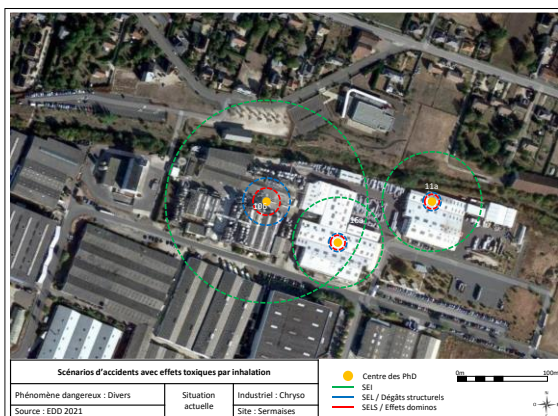 11a
16a
Scénarios d'accidents avec effets toxiques par inhalation
Phénomène dangereux : Divers
Situation actuelle
Industriel : Chryso
Source : EDD 2021
Site : Sermaises
Centre des PhD
SEI
SEL / Dégâts structurels
SELS / Effets dominos
0m
100m